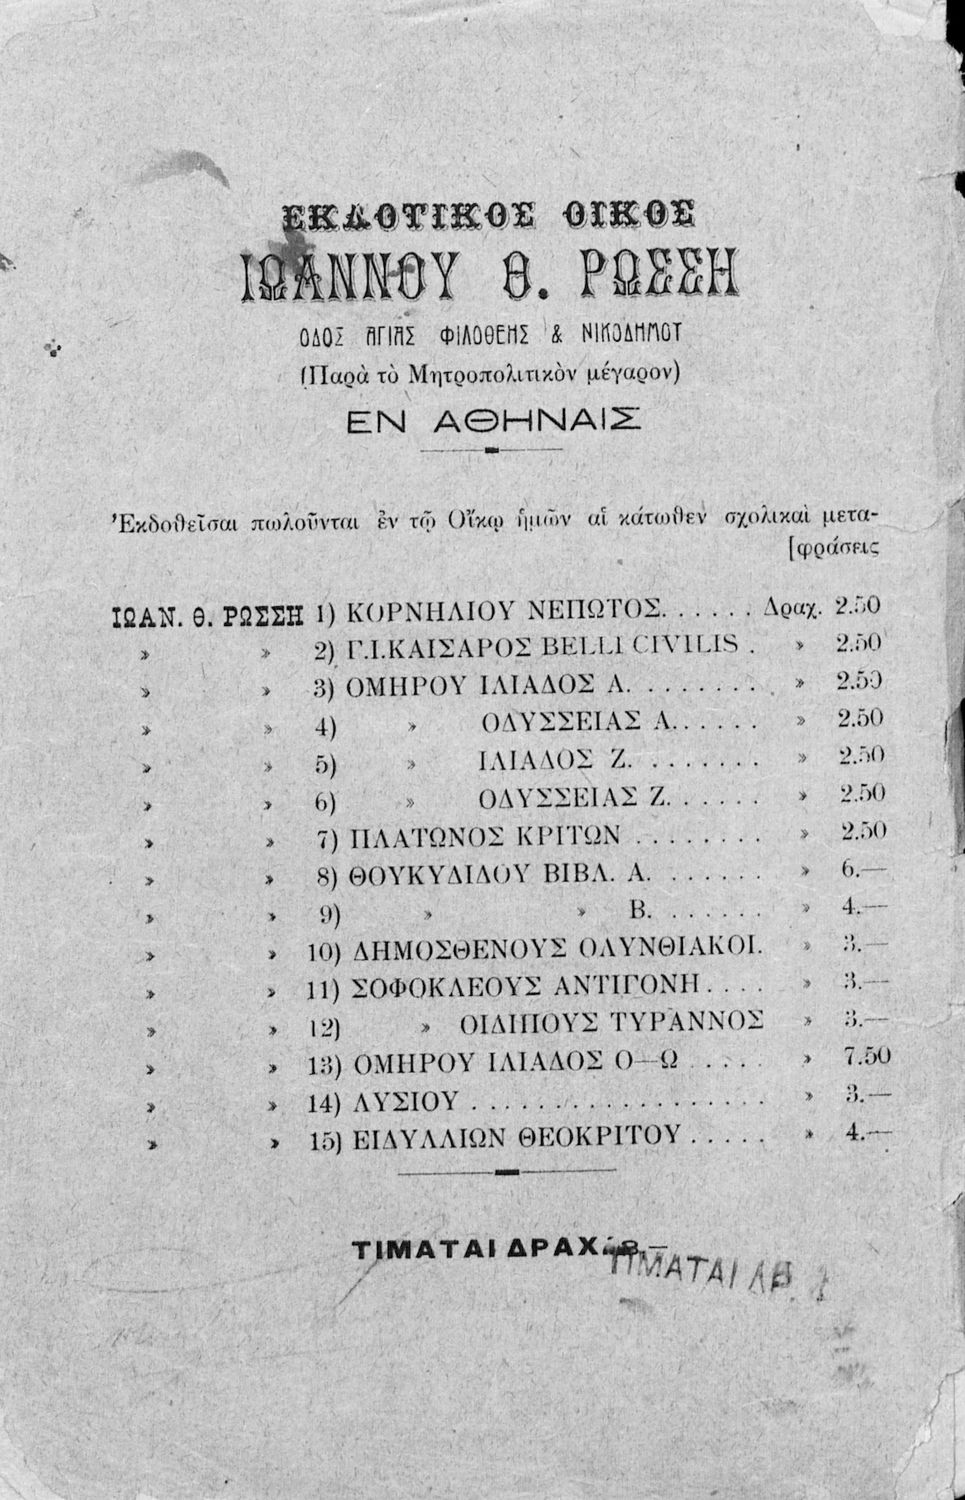 ΕΚΔΟΤΙΚΟΣ ΟΙΚΟΣ
ΙΩΑΝΝΟΥ Θ. ΡΩΣΣΗ
ΟΔΟΣ ΑΓΙΑΣ ΦΙΛΟΘΕΗΣ & ΝΙΚΟΔΗΜΟΥ
(Παρὰ τὸ Μητροπολιτικὸν μέγαρον)
ΕΝ ΑΘΗΝΑΙΣ
Ἐκδοθεῖσαι πωλοῦνται ἐν τῷ Οἴκῳ ἡμῶν αἱ κάτωθεν σχολικαὶ μετα-
[φράσεις
ΙΩΑΝ. Θ. ΡΩΣΣΗ 1) ΚΟΡΝΗΛΙΟΥ ΝΕΠΩΤΟΣ. . . . . . Δραχ. 2.50
» » 2) Γ.Ι.ΚΑΙΣΑΡΟΣ BELLI CIVILIS . » 2.50
» » 3) ΟΜΗΡΟΥ ΙΛΙΑΔΟΣ Α. . . . . . . . » 2.50
» » 4) » ΟΔΥΣΣΕΙΑΣ Α. . . . . . » 2.50
» » 5) » ΙΛΙΑΔΟΣ Ζ. . . . . . . . » 2.50
» » 6) » ΟΔΥΣΣΕΙΑΣ Ζ. . . . . . » 2.50
» » 7) ΠΛΑΤΩΝΟΣ ΚΡΙΤΩΝ . . . . . . . . » 2.50
» » 8) ΘΟΥΚΥΔΙΔΟΥ ΒΙΒΛ. Α. . . . . . . » 6.—
» » 9) » » Β. . . . . . . » 4.—
» » 10) ΔΗΜΟΣΘΕΝΟΥΣ ΟΛΥΝΘΙΑΚΟΙ. » 3.—
» » 11) ΣΟΦΟΚΛΕΟΥΣ ΑΝΤΙΓΟΝΗ. . . . » 3.—
» » 12) » ΟΙΔΙΠΟΥΣ ΤΥΡΑΝΝΟΣ » 3.—
» » 13) ΟΜΗΡΟΥ ΙΛΙΑΔΟΣ Ο—Ω . . . . » 7.50
» » 14) ΛΥΣΙΟΥ . . . . . . . . . . . . . . . . . » 3.—
» » 15) ΕΙΔΥΛΛΙΩΝ ΘΕΟΚΡΙΤΟΥ . . . . . » 4.—
ΤΙΜΑΤΑΙ ΔΡΑΧ.
ΤΙΜΑΤΑΙ ΔΡ.